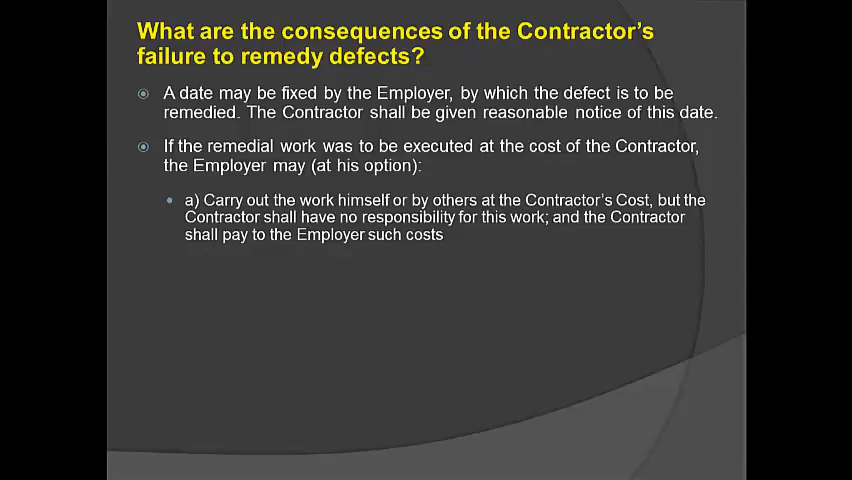 What are the consequences of the Contractor's
failure to remedy defects?
A date may be fixed by the Employer, by which the defect is to be
remedied. The Contractor shall be given reasonable notice of this date.
If the remedial work was to be executed at the cost of the Contractor,
the Employer may (at his option):
a) Carry out the work himself or by others at the Contractor's Cost, but the
Contractor shall have no responsibility for this work; and the Contractor
shall pay to the Employer such costs